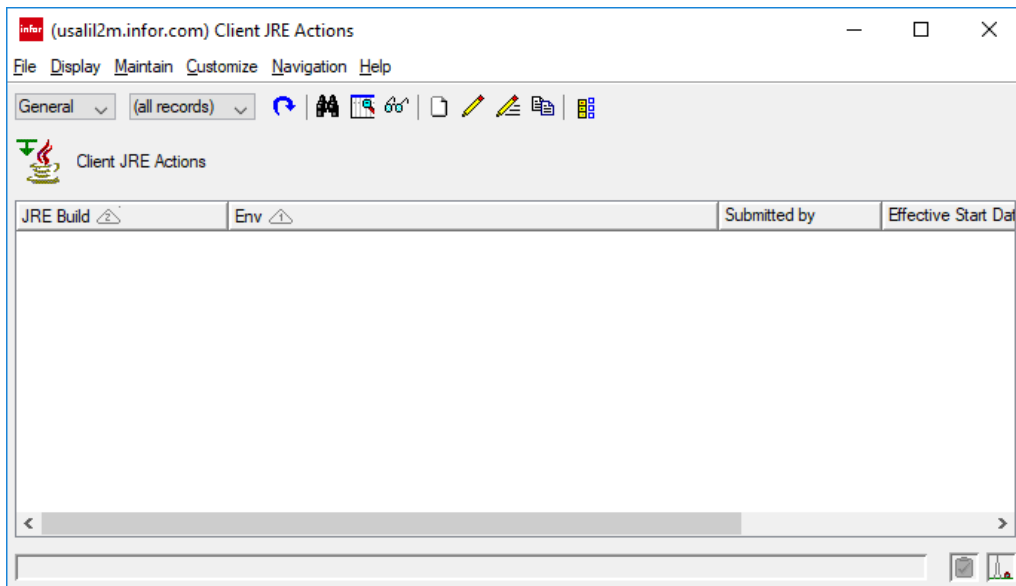 infor (usalil2m.infor.com) Client JRE Actions
File Display Maintain Customize Navigation Help
General (all records)
Client JRE Actions
JRE Build 2 Env 1 Submitted by Effective Start Dat